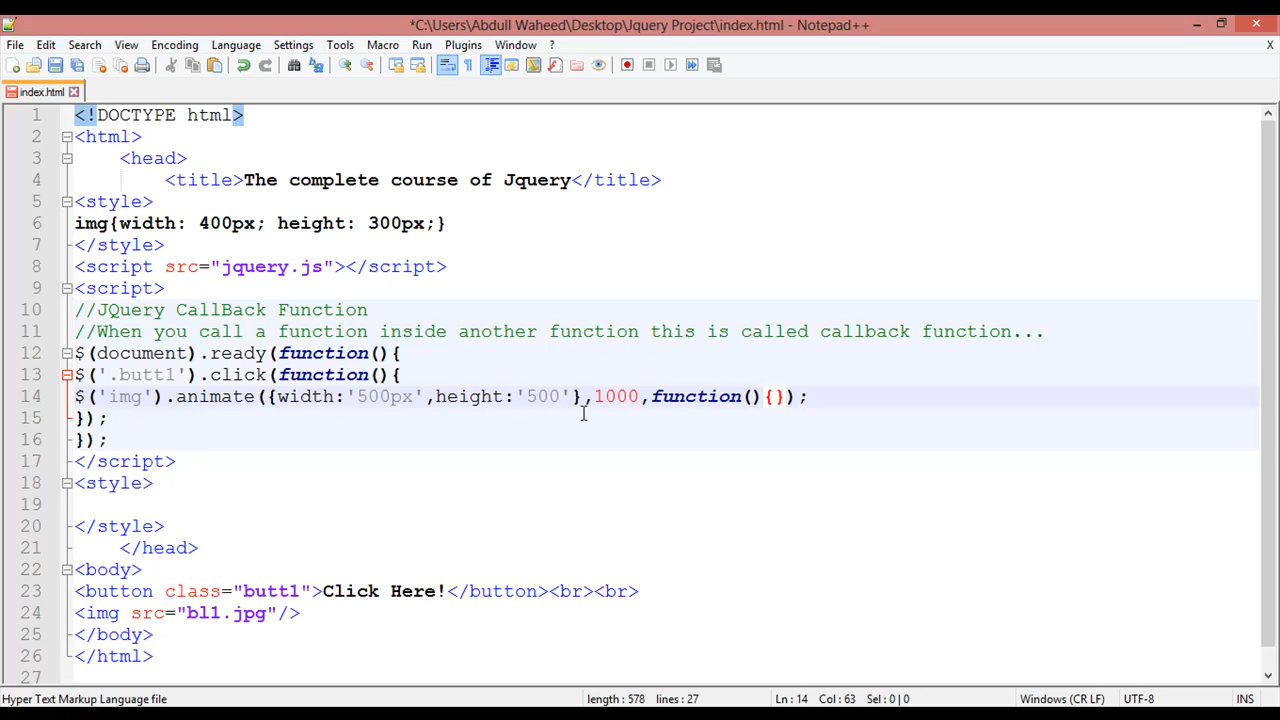 *C:\Users\Abdull Waheed\Desktop\Jquery Project\index.html - Notepad++
File Edit Search View Encoding Language Settings Tools Macro Run Plugins Window ? X
index.html
1 <!DOCTYPE html>
2 <html>
3 <head>
4 <title>The complete course of Jquery</title>
5 <style>
6 img{width: 400px; height: 300px;}
7 </style>
8 <script src="jquery.js"></script>
9 <script>
10 //JQuery CallBack Function
11 //When you call a function inside another function this is called callback function...
12 $(document).ready(function(){
13 $('.butt1').click(function(){
14 $('img').animate({width:'500px',height:'500'},1000,function(){});
15 });
16 });
17 </script>
18 <style>
19
20 </style>
21 </head>
22 <body>
23 <button class="butt1">Click Here!</button><br><br>
24 <img src="bl1.jpg"/>
25 </body>
26 </html>
27
Hyper Text Markup Language file length : 578 lines : 27 Ln : 14 Col : 63 Sel : 0 | 0 Windows (CR LF) UTF-8 INS